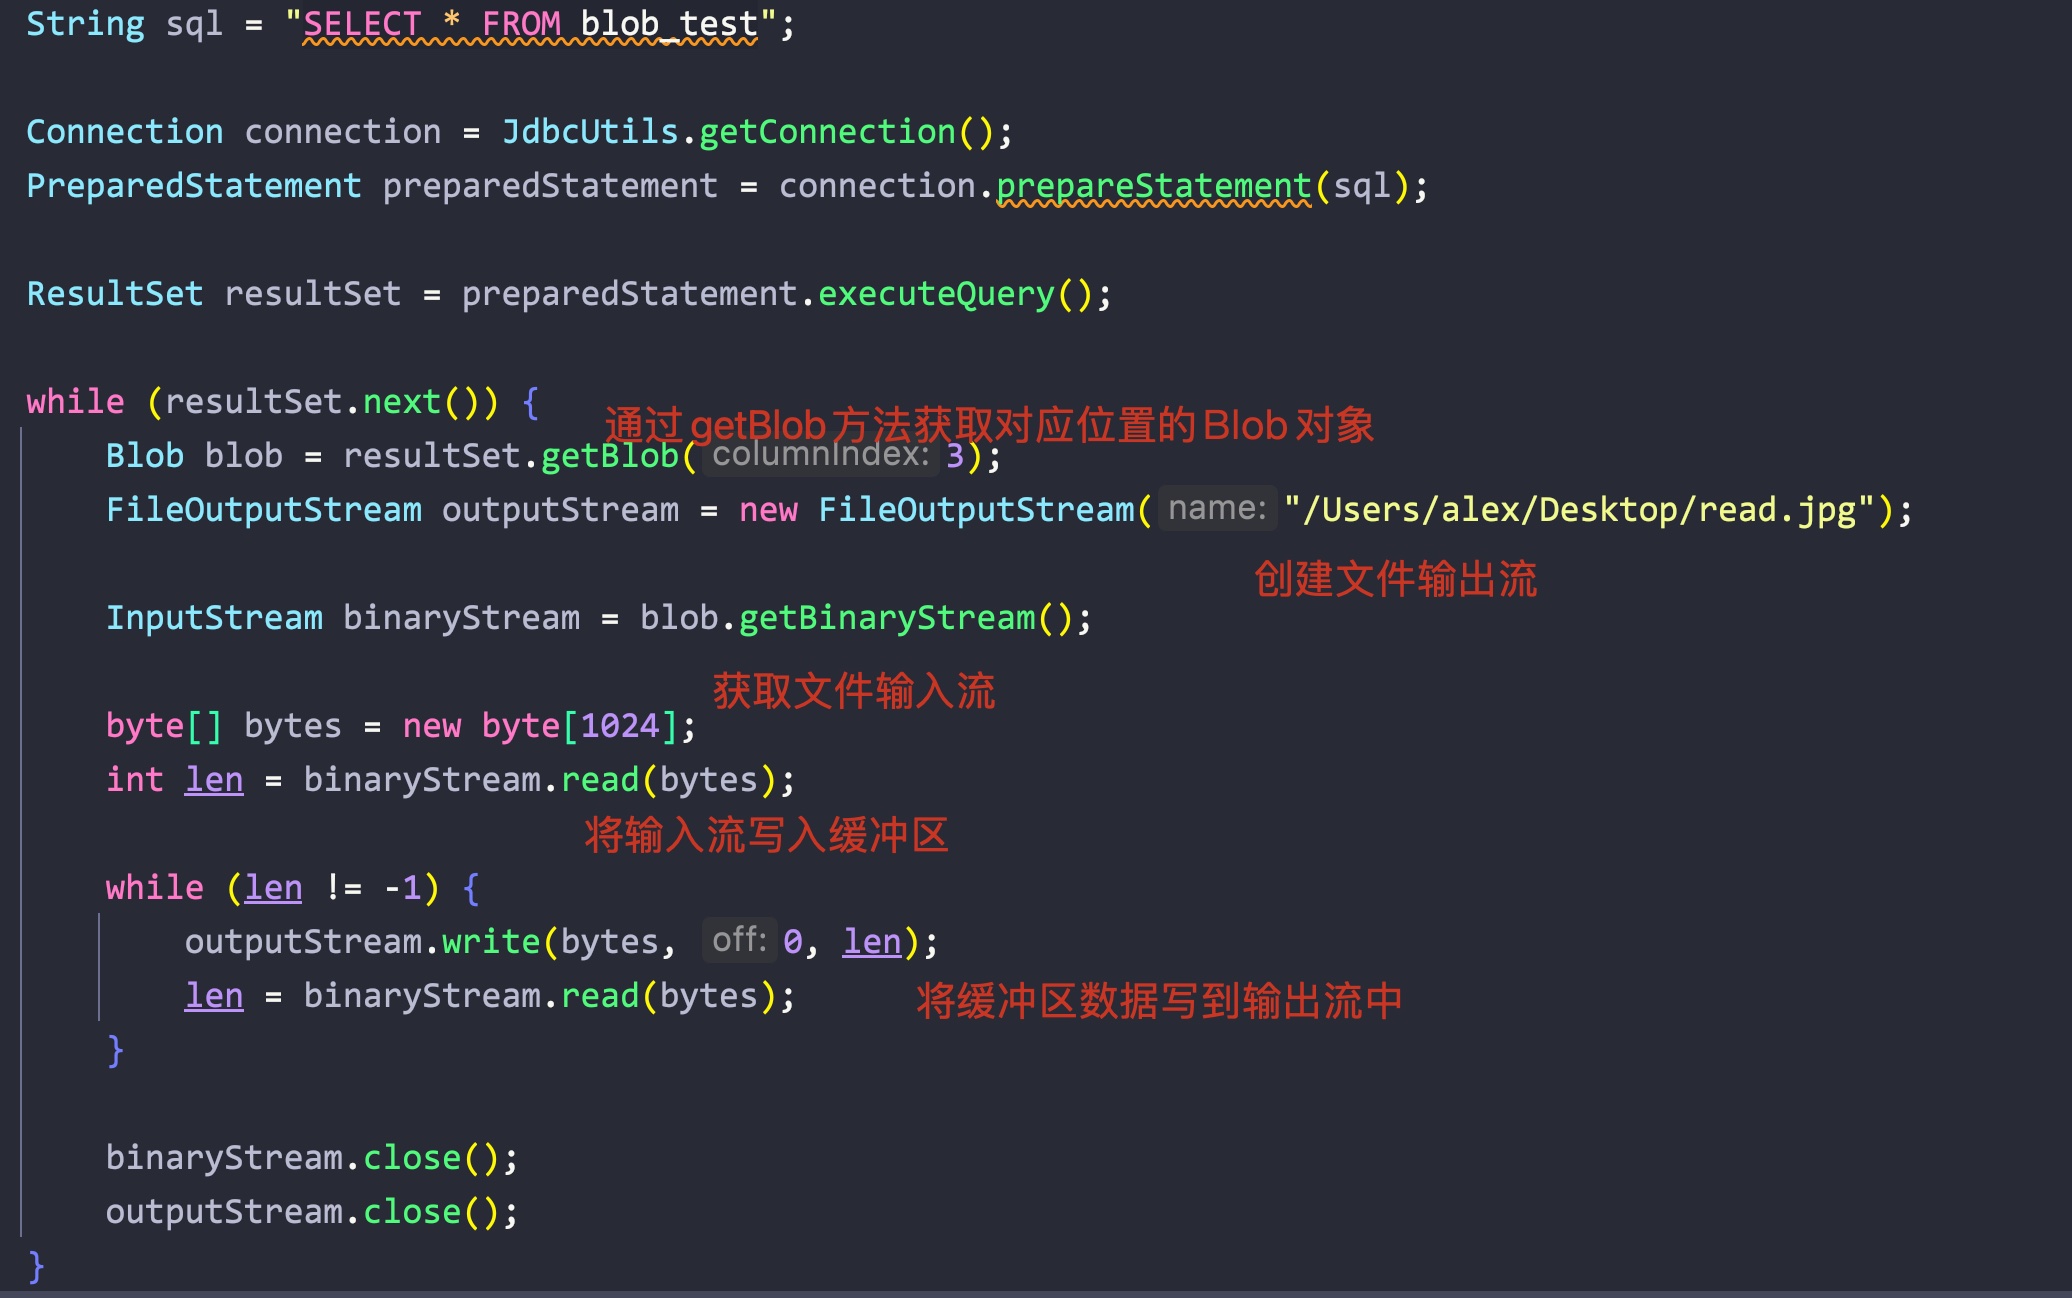 String sql = "SELECT * FROM blob_test";
Connection connection = JdbcUtils.getConnection();
PreparedStatement preparedStatement = connection.prepareStatement(sql);
ResultSet resultSet = preparedStatement.executeQuery();
while (resultSet.next()) {
通过getBlob方法获取对应位置的Blob对象
Blob blob = resultSet.getBlob( columnIndex: 3);
FileOutputStream outputStream = new FileOutputStream( name: "/Users/alex/Desktop/read.jpg");
创建文件输出流
InputStream binaryStream = blob.getBinaryStream();
获取文件输入流
byte[] bytes = new byte[1024];
int len = binaryStream.read(bytes);
将输入流写入缓冲区
while (len != -1) {
outputStream.write(bytes, off: 0, len);
len = binaryStream.read(bytes);
将缓冲区数据写到输出流中
}
binaryStream.close();
outputStream.close();
}